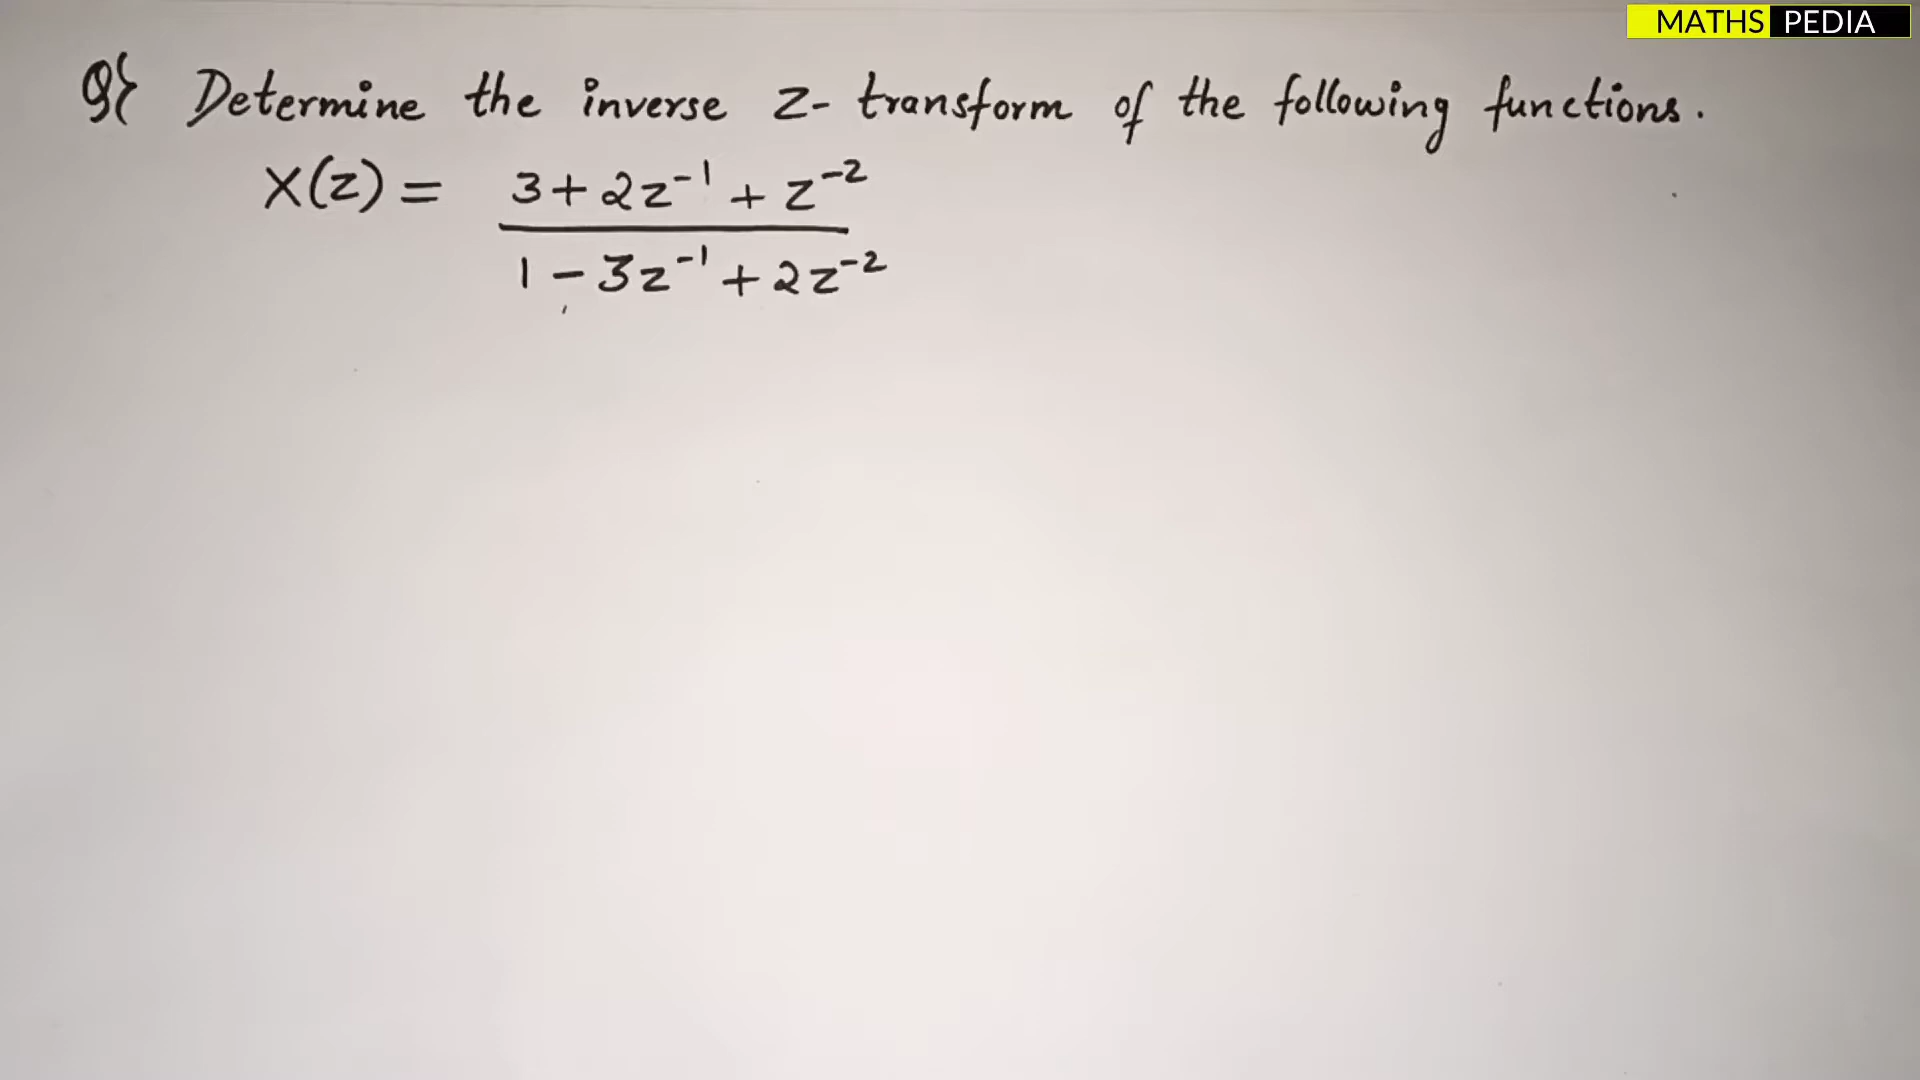 MATHS PEDIA
Q} Determine the inverse z-transform of the following functions.
X(z) = 3 + 2z⁻¹ + z⁻²
1 - 3z⁻¹ + 2z⁻²